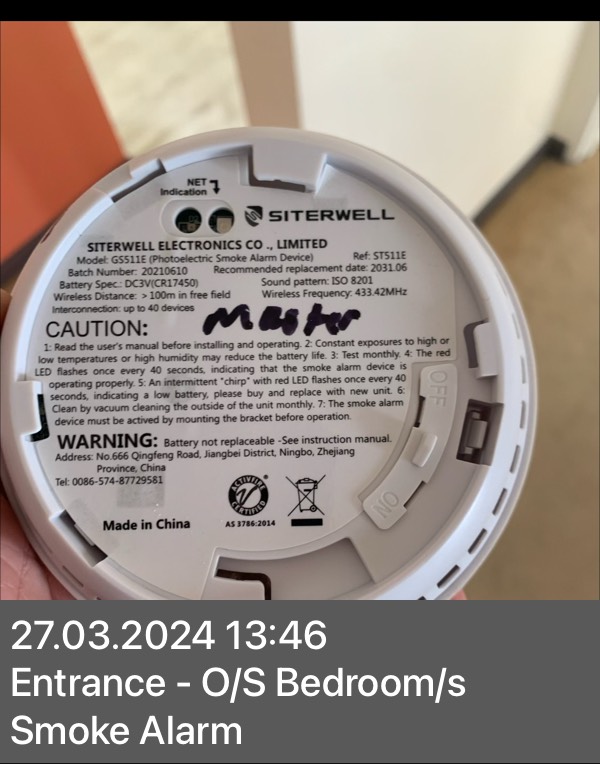 NET
Indication
SITERWELL
SITERWELL ELECTRONICS CO ., LIMITED
Model: GS511E (Photoelectric Smoke Alarm Device) Ref: ST511E
Batch Number: 20210610 Recommended replacement date: 2031.06
Battery Spec.: DC3V(CR17450) Sound pattern: ISO 8201
Wireless Distance: >100m in free field Wireless Frequency: 433.42MHz
Interconnection: up to 40 devices
Master
CAUTION:
1: Read the user's manual before installing and operating. 2: Constant exposures to high or
low temperatures or high humidity may reduce the battery life. 3: Test monthly. 4: The red
LED flashes once every 40 seconds, indicating that the smoke alarm device is
operating properly. 5: An intermittent "chirp" with red LED flashes once every 40
seconds, indicating a low battery, please buy and replace with new unit. 6:
Clean by vacuum cleaning the outside of the unit monthly. 7: The smoke alarm
device must be actived by mounting the bracket before operation.
OFF
ON
WARNING: Battery not replaceable -See instruction manual.
Address: No.666 Qingfeng Road, Jiangbei District, Ningbo, Zhejiang
Province, China
Tel: 0086-574-87729581
ACTIVFIRE
CERTIFIED
AS 3786:2014
Made in China
27.03.2024 13:46
Entrance - O/S Bedroom/s
Smoke Alarm